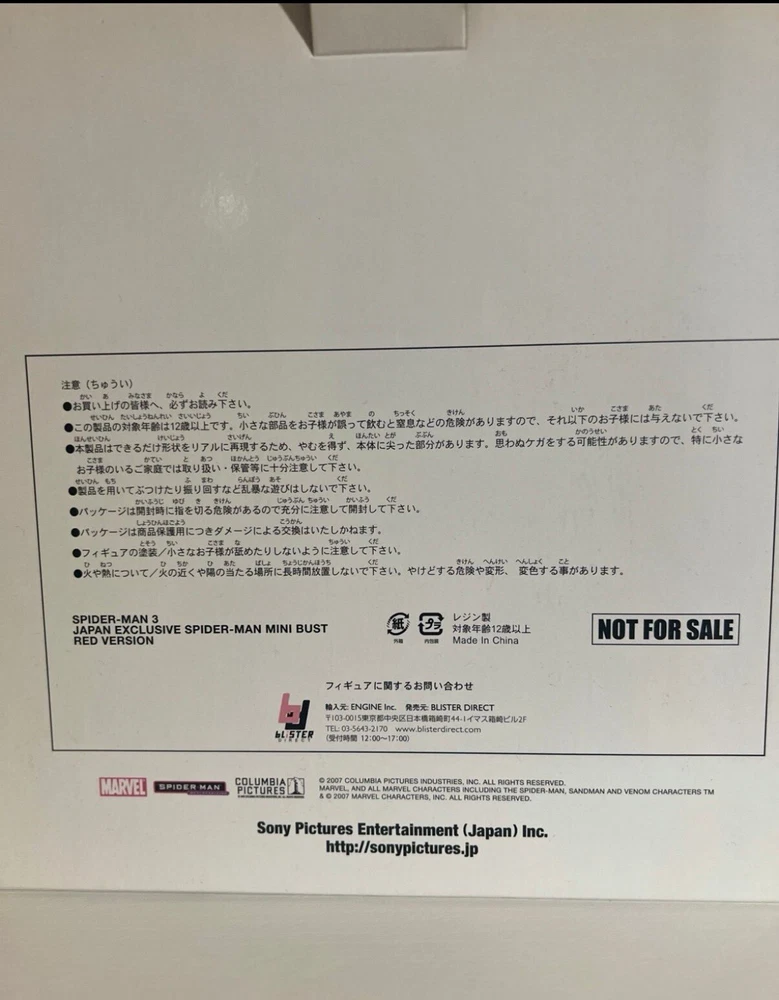 注意（ちゅうい）
●お買い上げの皆様へ、必ずお読み下さい。
●この製品の対象年齢は12歳以上です。小さな部品をお子様が誤って飲むと窒息などの危険がありますので、それ以下のお子様には与えないで下さい。
●本製品はできるだけ形状をリアルに再現するため、やむを得ず、本体に尖った部分があります。思わぬケガをする可能性がありますので、特に小さな
お子様のいるご家庭では取り扱い・保管等に十分注意して下さい。
●製品を用いてぶつけたり振り回すなど乱暴な遊びはしないで下さい。
●パッケージは開封時に指を切る危険があるので充分に注意して開封して下さい。
●パッケージは商品保護用につきダメージによる交換はいたしかねます。
●フィギュアの塗装／小さなお子様が舐めたりしないように注意して下さい。
●火や熱について／火の近くや陽の当たる場所に長時間放置しないで下さい。やけどする危険や変形、変色する事があります。
SPIDER-MAN 3
JAPAN EXCLUSIVE SPIDER-MAN MINI BUST
RED VERSION
紙
外箱
プラ
内包装
レジン製
対象年齢12歳以上
Made In China
NOT FOR SALE
フィギュアに関するお問い合わせ
BLISTER
DIRECT
輸入元: ENGINE Inc. 発売元: BLISTER DIRECT
〒103-0015東京都中央区日本橋箱崎町44-1イマス箱崎ビル2F
TEL: 03-5643-2170 www.blisterdirect.com
(受付時間 12:00〜17:00)
MARVEL
SPIDER-MAN
COLUMBIA
PICTURES
© 2007 COLUMBIA PICTURES INDUSTRIES, INC. ALL RIGHTS RESERVED.
MARVEL, AND ALL MARVEL CHARACTERS INCLUDING THE SPIDER-MAN, SANDMAN AND VENOM CHARACTERS TM
& © 2007 MARVEL CHARACTERS, INC. ALL RIGHTS RESERVED.
Sony Pictures Entertainment (Japan) Inc.
http://sonypictures.jp